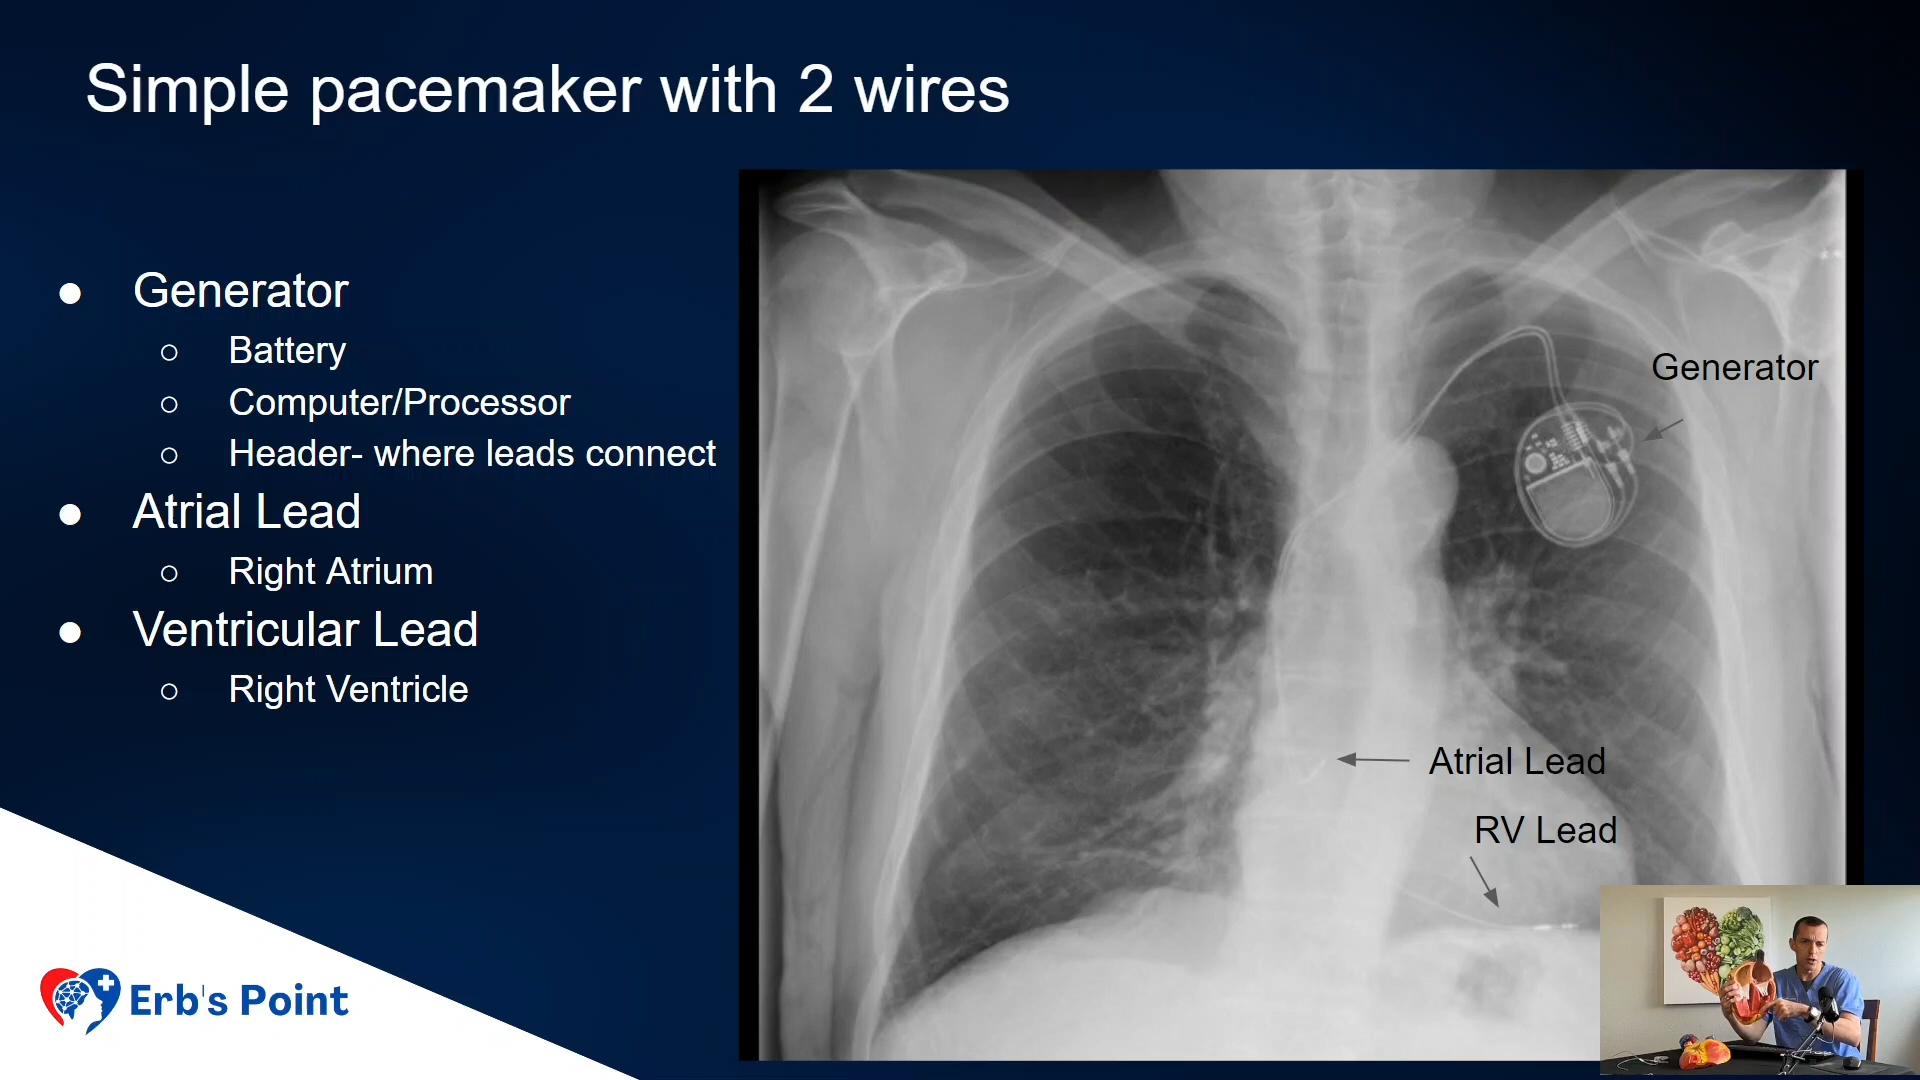 Simple pacemaker with 2 wires
● Generator
○ Battery
○ Computer/Processor
○ Header- where leads connect
● Atrial Lead
○ Right Atrium
● Ventricular Lead
○ Right Ventricle
Generator
Atrial Lead
RV Lead
Erb's Point